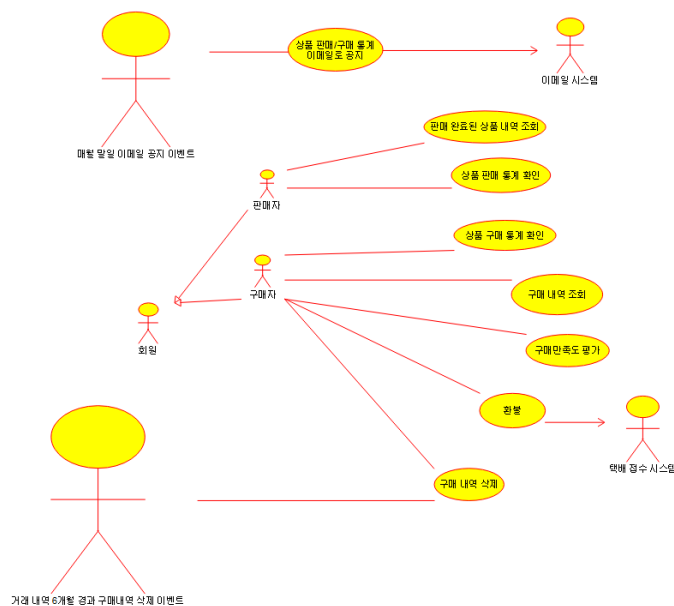 상품 판매/구매 통계
이메일로 공지
이메일 시스템
매월 말일 이메일 공지 이벤트
판매 완료된 상품 내역 조회
상품 판매 통계 확인
판매자
상품 구매 통계 확인
구매자
구매 내역 조회
회원
구매만족도 평가
환불
택배 접수 시스템
구매 내역 삭제
거래 내역 6개월 경과 구매내역 삭제 이벤트